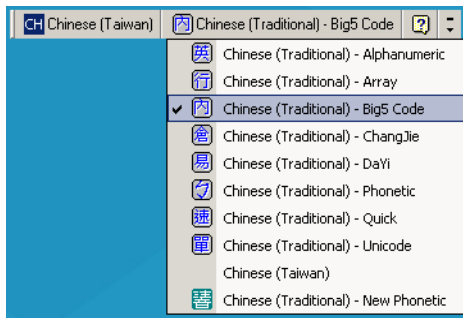 CH Chinese (Taiwan) 內 Chinese (Traditional) - Big5 Code ?
英 Chinese (Traditional) - Alphanumeric
行 Chinese (Traditional) - Array
內 Chinese (Traditional) - Big5 Code
倉 Chinese (Traditional) - ChangJie
易 Chinese (Traditional) - DaYi
ㄅ Chinese (Traditional) - Phonetic
速 Chinese (Traditional) - Quick
單 Chinese (Traditional) - Unicode
Chinese (Taiwan)
Chinese (Traditional) - New Phonetic